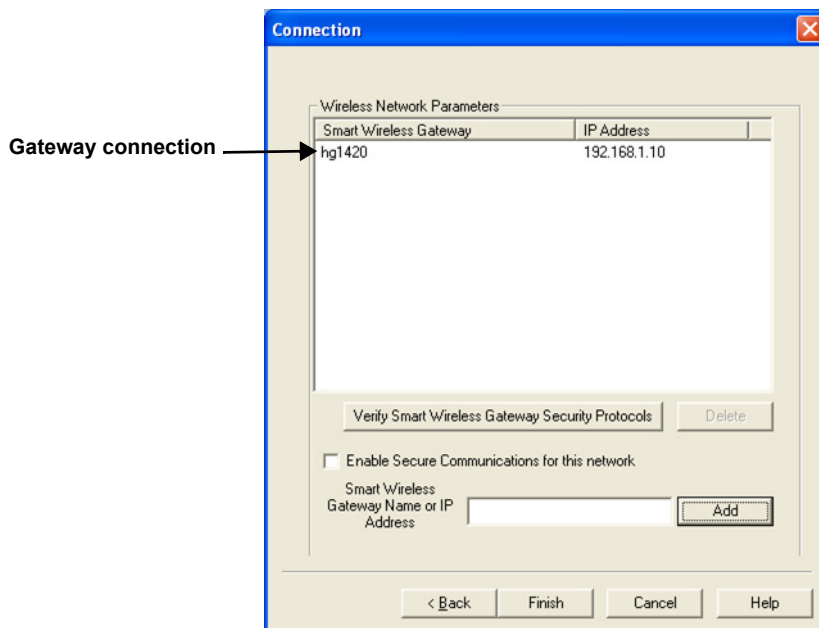 Connection
Wireless Network Parameters
Smart Wireless Gateway IP Address
Gateway connection
hg1420 192.168.1.10
Verify Smart Wireless Gateway Security Protocols Delete
Enable Secure Communications for this network
Smart Wireless
Gateway Name or IP
Address
Add
< Back Finish Cancel Help